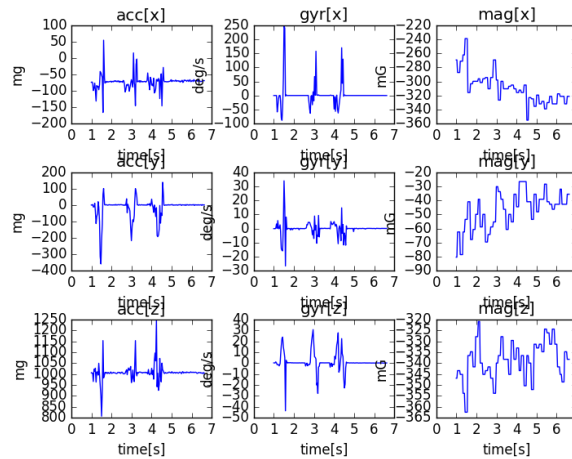 acc[x] gyr[x] mag[x]
100
50
0
−50
−100
−150
−200
mg
0 1 2 3 4 5 6 7
time[s]
250
200
150
100
50
0
−50
−100
deg/s
0 1 2 3 4 5 6 7
time[s]
−220
−240
−260
−280
−300
−320
−340
−360
mG
0 1 2 3 4 5 6
time[s]
acc[y] gyr[y] mag[y]
200
100
0
−100
−200
−300
−400
mg
0 1 2 3 4 5 6 7
time[s]
40
30
20
10
0
10
20
30
deg/s
0 1 2 3 4 5 6 7
time[s]
−20
−30
−40
−50
−60
−70
−80
−90
mG
0 1 2 3 4 5 6
time[s]
acc[z] gyr[z] mag[z]
1250
1200
1150
1100
1050
1000
950
900
850
800
mg
0 1 2 3 4 5 6 7
time[s]
40
30
20
10
0
−10
−20
−30
−40
−50
deg/s
0 1 2 3 4 5 6 7
time[s]
−320
−325
−330
−335
−340
−345
−350
−355
−360
−365
mG
0 1 2 3 4 5 6
time[s]